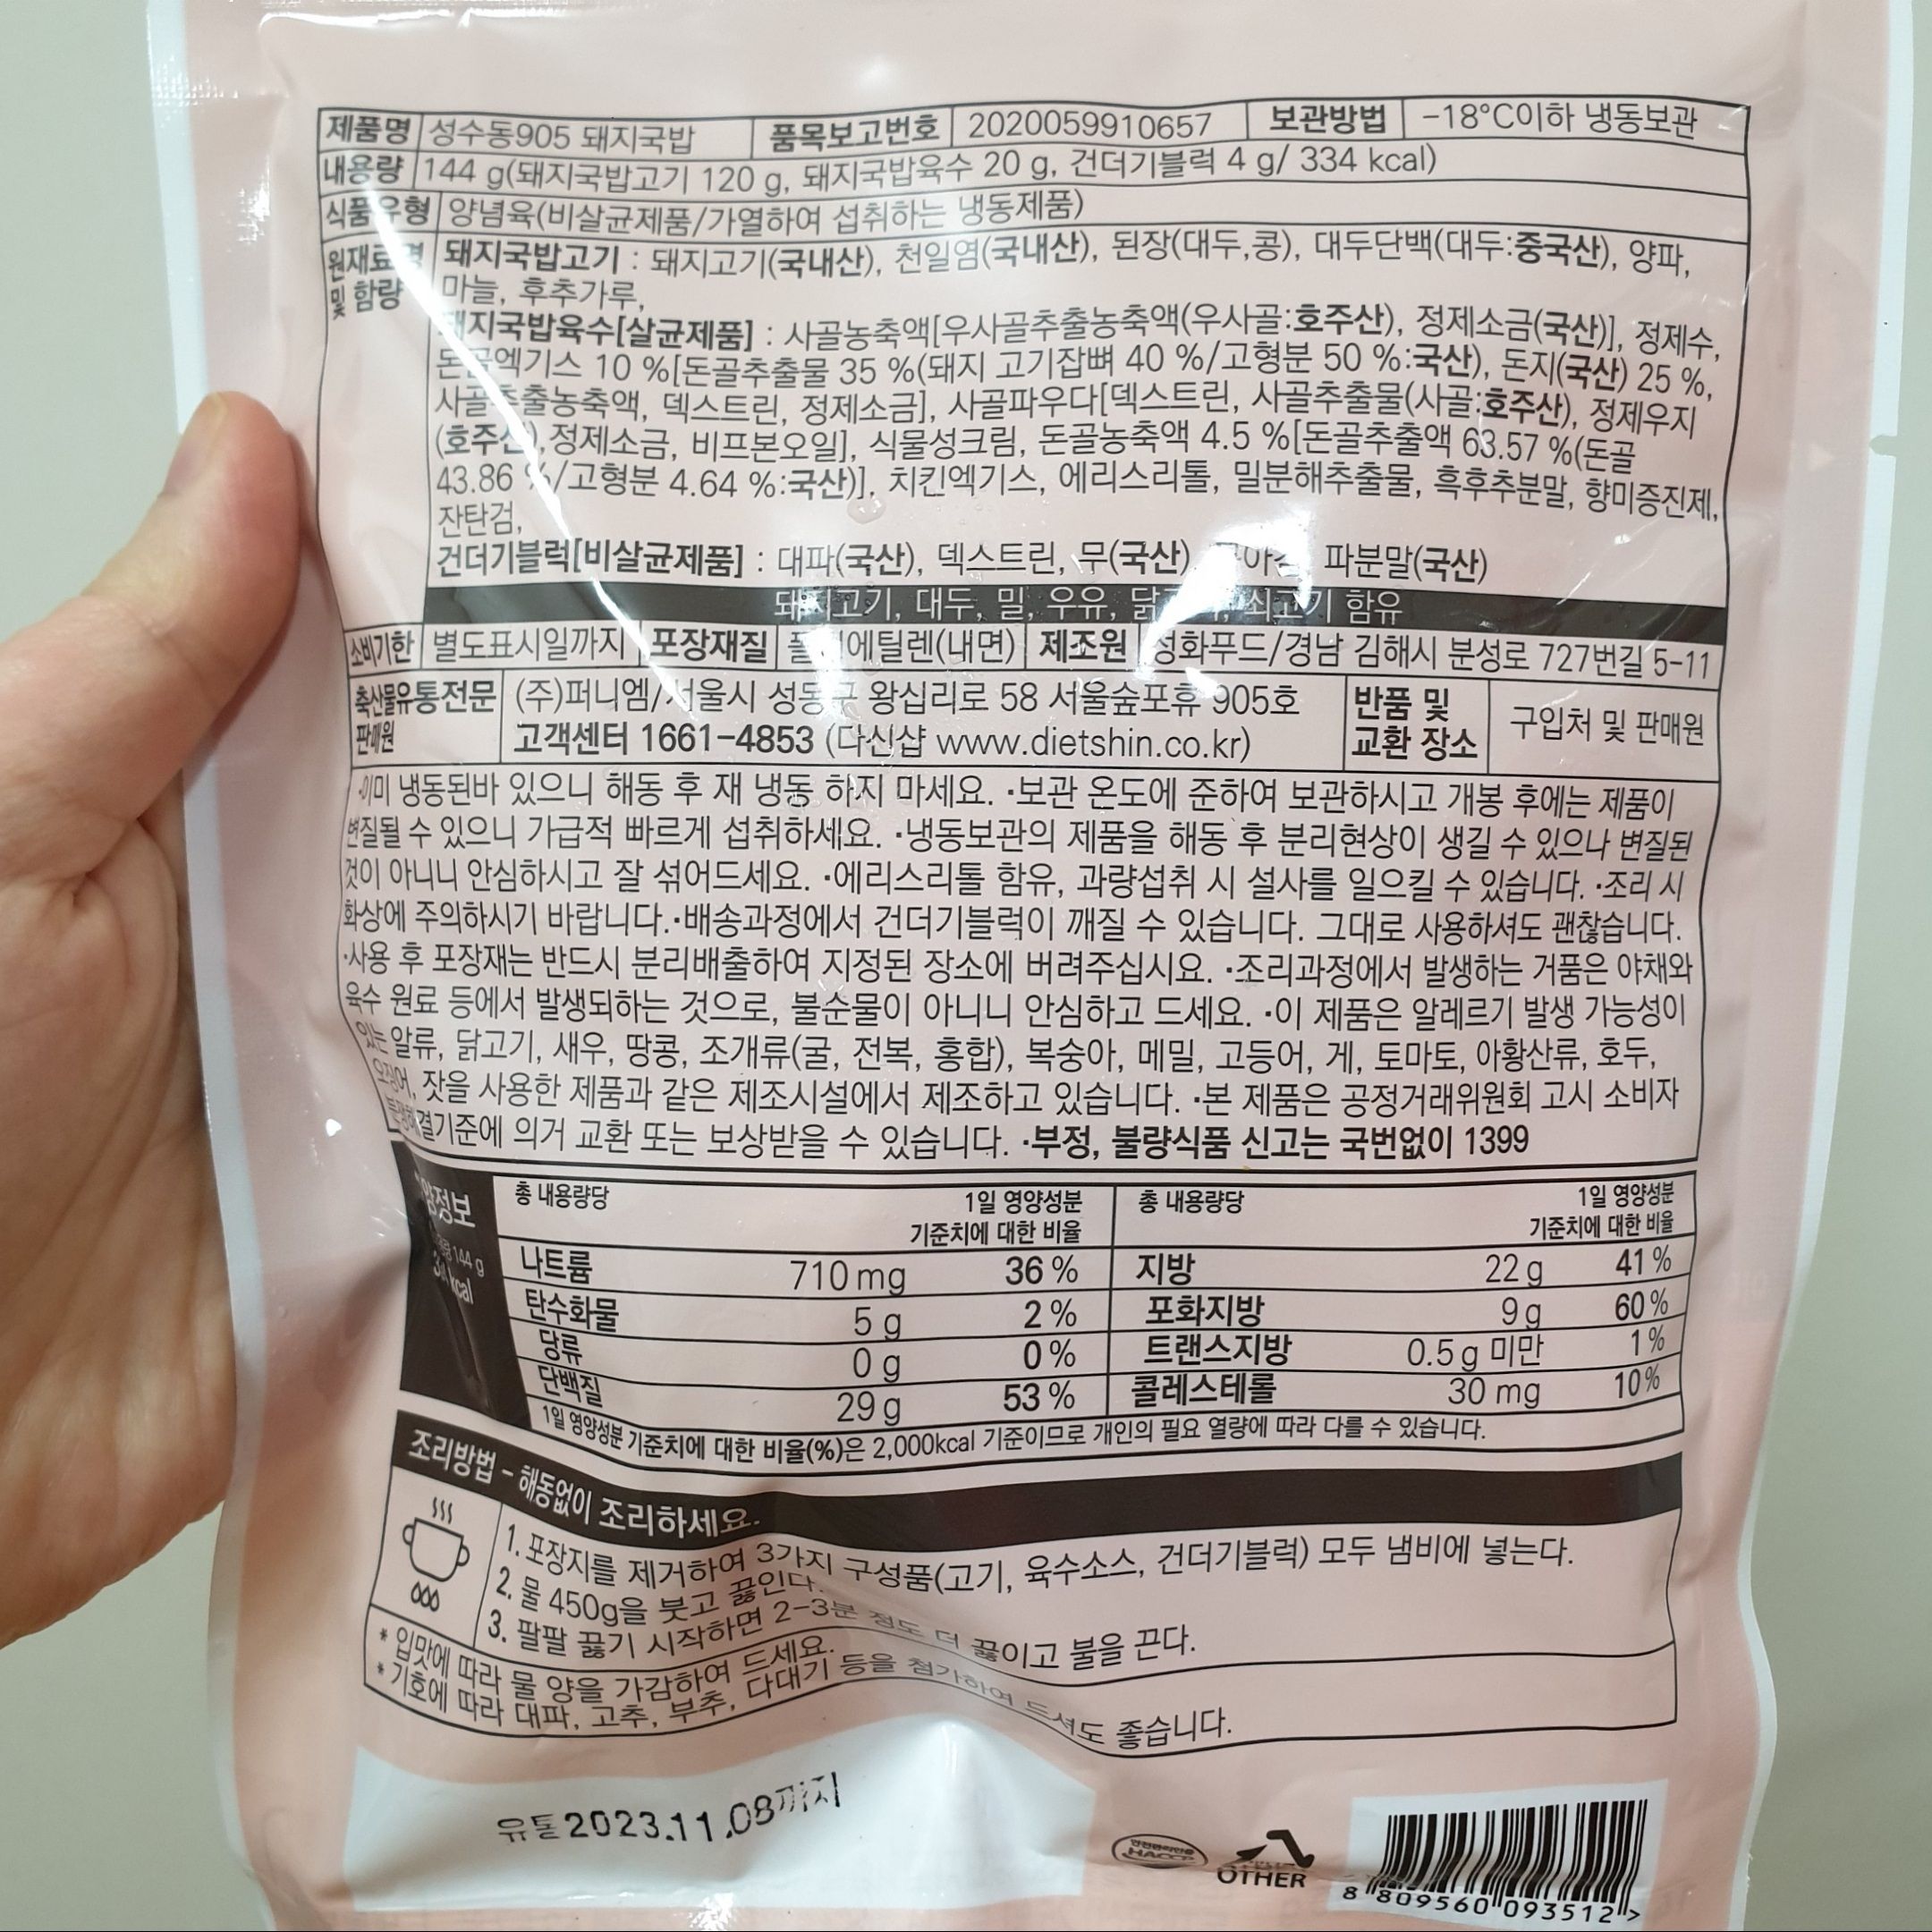 제품명 성수동905 돼지국밥 품목보고번호 2020059910657 보관방법 -18℃이하 냉동보관
내용량 144 g(돼지국밥고기 120 g, 돼지국밥육수 20 g, 건더기블럭 4 g/ 334 kcal)
식품유형 양념육(비살균제품/가열하여 섭취하는 냉동제품)
원재료명 돼지국밥고기 : 돼지고기(국내산), 천일염(국내산), 된장(대두,콩), 대두단백(대두:중국산), 양파,
및 함량 마늘, 후추가루,
돼지국밥육수[살균제품] : 사골농축액[우사골추출농축액(우사골:호주산), 정제소금(국산)], 정제수,
돈골엑기스 10 %[돈골추출물 35 %(돼지 고기잡뼈 40 %/고형분 50 %:국산), 돈지(국산) 25 %,
사골추출농축액, 덱스트린, 정제소금], 사골파우다[덱스트린, 사골추출물(사골:호주산), 정제우지
(호주산),정제소금, 비프본오일], 식물성크림, 돈골농축액 4.5 %[돈골추출액 63.57 %(돈골
43.86 %/고형분 4.64 %:국산)], 치킨엑기스, 에리스리톨, 밀분해추출물, 흑후추분말, 향미증진제,
잔탄검,
건더기블럭[비살균제품] : 대파(국산), 덱스트린, 무(국산), 파분말(국산)
돼지고기, 대두, 밀, 우유, 닭고기, 쇠고기 함유
소비기한 별도표시일까지 포장재질 폴리에틸렌(내면) 제조원 성화푸드/경남 김해시 분성로 727번길 5-11
축산물유통전문 (주)퍼니엠/서울시 성동구 왕십리로 58 서울숲포휴 905호 반품 및 구입처 및 판매원
판매원 고객센터 1661-4853 (다신샵 www.dietshin.co.kr) 교환 장소
·이미 냉동된바 있으니 해동 후 재 냉동 하지 마세요. ·보관 온도에 준하여 보관하시고 개봉 후에는 제품이
변질될 수 있으니 가급적 빠르게 섭취하세요. ·냉동보관의 제품을 해동 후 분리현상이 생길 수 있으나 변질된
것이 아니니 안심하시고 잘 섞어드세요. ·에리스리톨 함유, 과량섭취 시 설사를 일으킬 수 있습니다. ·조리 시
화상에 주의하시기 바랍니다.·배송과정에서 건더기블럭이 깨질 수 있습니다. 그대로 사용하셔도 괜찮습니다.
·사용 후 포장재는 반드시 분리배출하여 지정된 장소에 버려주십시요. ·조리과정에서 발생하는 거품은 야채와
육수 원료 등에서 발생되하는 것으로, 불순물이 아니니 안심하고 드세요. ·이 제품은 알레르기 발생 가능성이
있는 알류, 닭고기, 새우, 땅콩, 조개류(굴, 전복, 홍합), 복숭아, 메밀, 고등어, 게, 토마토, 아황산류, 호두,
오징어, 잣을 사용한 제품과 같은 제조시설에서 제조하고 있습니다. ·본 제품은 공정거래위원회 고시 소비자
분쟁해결기준에 의거 교환 또는 보상받을 수 있습니다. ·부정, 불량식품 신고는 국번없이 1399
영양정보 총 내용량당 1일 영양성분 총 내용량당 1일 영양성분
기준치에 대한 비율 기준치에 대한 비율
144 g
kcal
나트륨 710 mg 36 % 지방 22 g 41 %
탄수화물 5 g 2 % 포화지방 9 g 60 %
당류 0 g 0 % 트랜스지방 0.5 g 미만 1 %
단백질 29 g 53 % 콜레스테롤 30 mg 10 %
1일 영양성분 기준치에 대한 비율(%)은 2,000kcal 기준이므로 개인의 필요 열량에 따라 다를 수 있습니다.
조리방법 - 해동없이 조리하세요.
1. 포장지를 제거하여 3가지 구성품(고기, 육수소스, 건더기블럭) 모두 냄비에 넣는다.
2. 물 450g을 붓고 끓인다.
3. 팔팔 끓기 시작하면 2-3분 정도 더 끓이고 불을 끈다.
* 입맛에 따라 물 양을 가감하여 드세요.
* 기호에 따라 대파, 고추, 부추, 다대기 등을 첨가하여 드셔도 좋습니다.
유통2023.11.08까지
안전관리인증
HACCP
OTHER
8 809560 093512 >